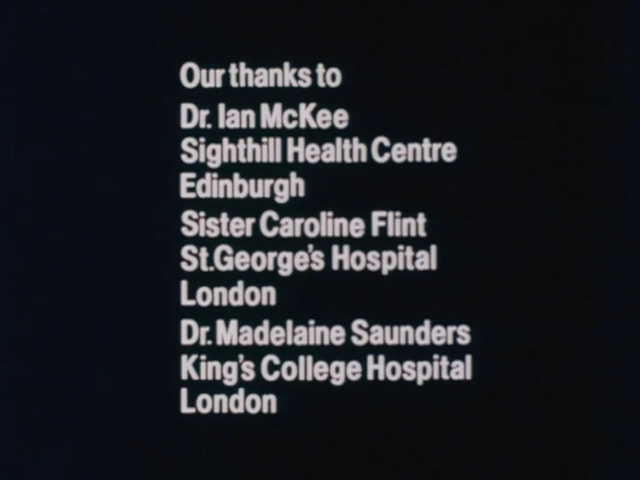 Our thanks to
Dr. Ian McKee
Sighthill Health Centre
Edinburgh
Sister Caroline Flint
St.George's Hospital
London
Dr.Madelaine Saunders
King's College Hospital
London